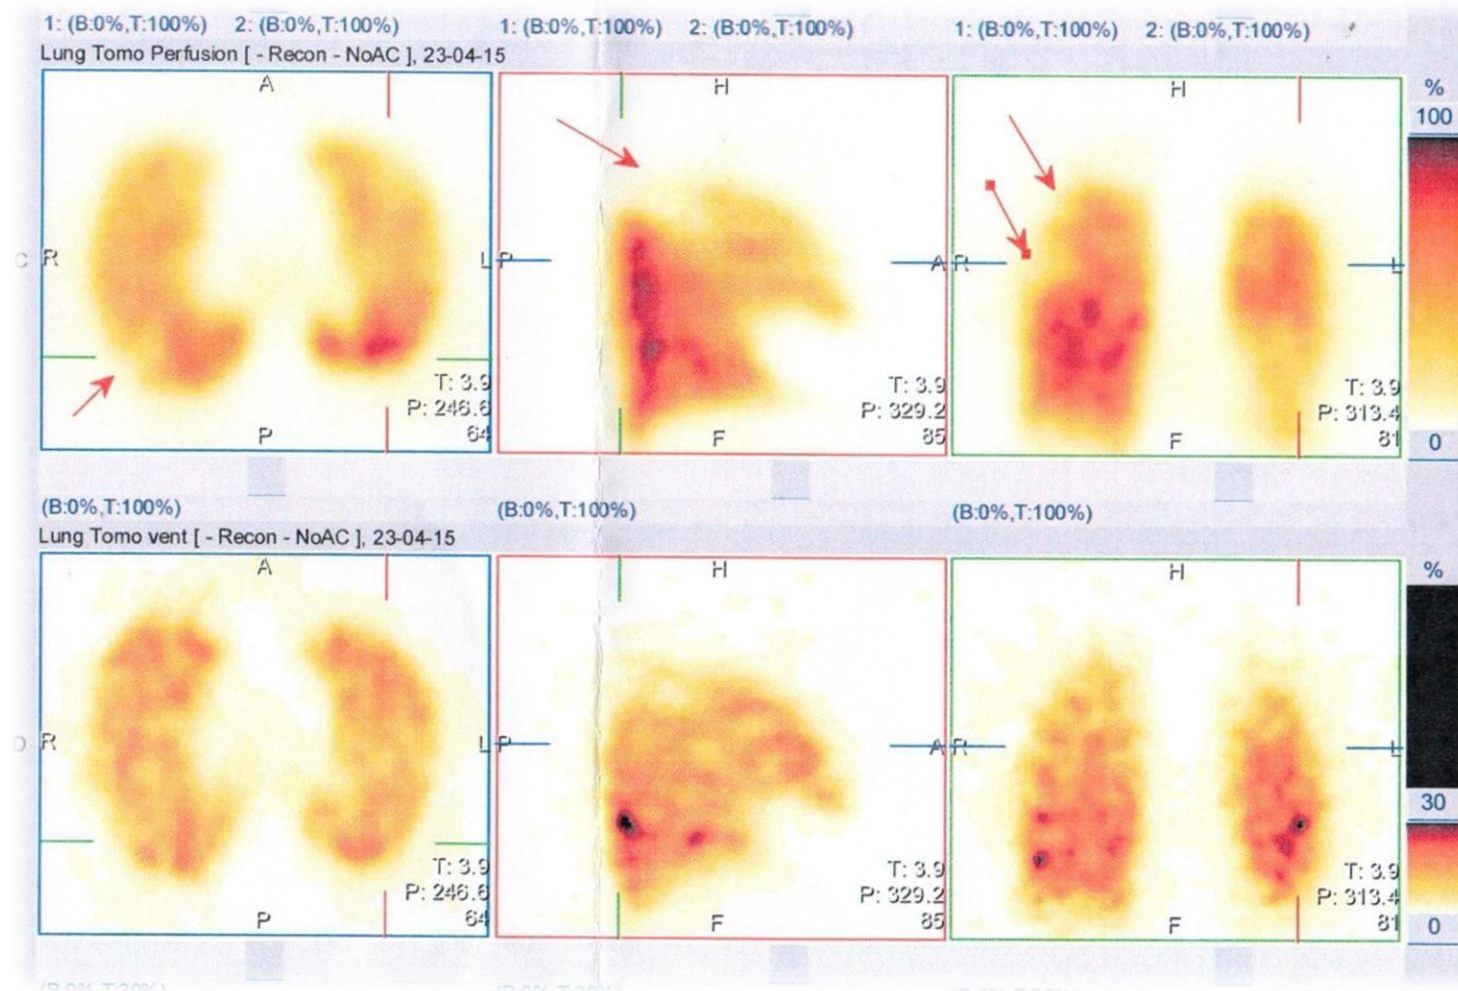 1: (B:0%,T:100%) 2: (B:0%,T:100%) 1: (B:0%,T:100%) 2: (B:0%,T:100%) 1: (B:0%,T:100%) 2: (B:0%,T:100%)
Lung Tomo Perfusion [ - Recon - NoAC ], 23-04-15
A H H %
100
R L P A R L
T: 3.9 T: 3.9 T: 3.9
P: 246.6 P: 329.2 P: 313.4
P 64 F 85 F 81 0
(B:0%,T:100%) (B:0%,T:100%) (B:0%,T:100%)
Lung Tomo vent [ - Recon - NoAC ], 23-04-15
A H H %
R L P A R L
30
T: 3.9 T: 3.9 T: 3.9
P: 246.6 P: 329.2 P: 313.4
P 64 F 85 F 81 0